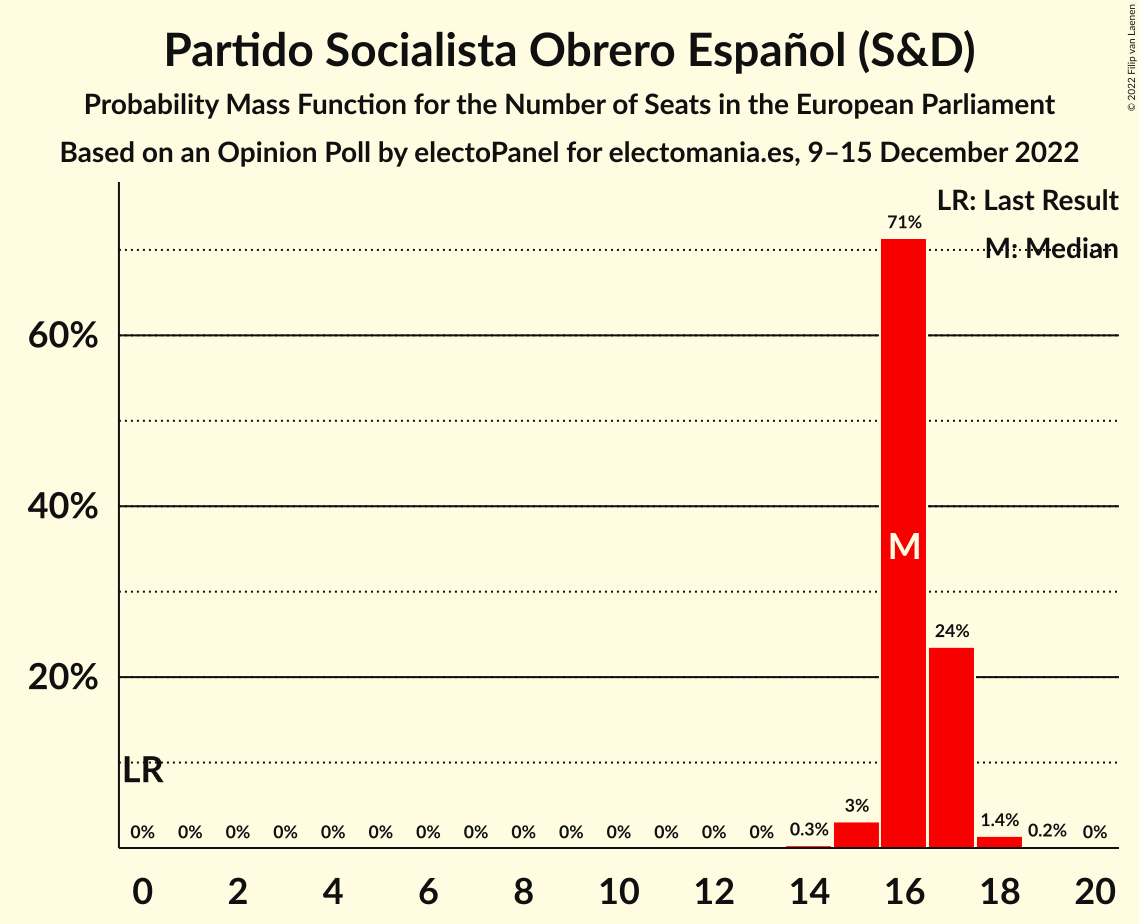 Partido Socialista Obrero Español (S&D)
Probability Mass Function for the Number of Seats in the European Parliament
Based on an Opinion Poll by electoPanel for electomania.es, 9–15 December 2022
© 2022 Filip van Laenen
LR: Last Result
M: Median
71%
60%
40%
M
24%
20%
LR
3%
0% 0% 0% 0% 0% 0% 0% 0% 0% 0% 0% 0% 0% 0% 0.3% 1.4% 0.2% 0%
0 2 4 6 8 10 12 14 16 18 20